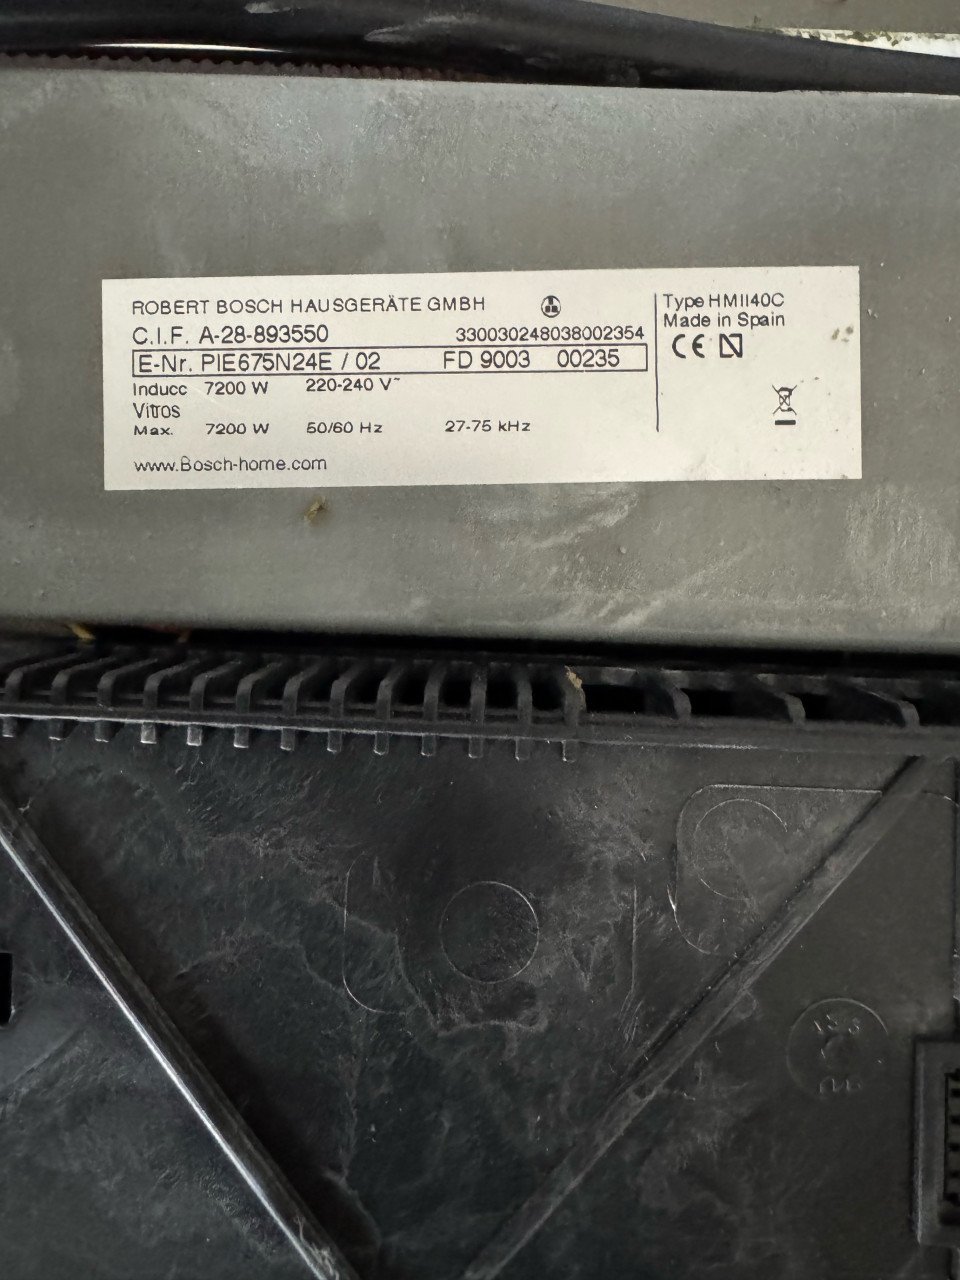 ROBERT BOSCH HAUSGERÄTE GMBH
C.I.F. A-28-893550
330030248038002354
E-Nr. PIE675N24E / 02 FD 9003 00235
Inducc 7200 W 220-240 V~
Vitros
Max. 7200 W 50/60 Hz 27-75 kHz
www.Bosch-home.com
Type HMII40C
Made in Spain
CE